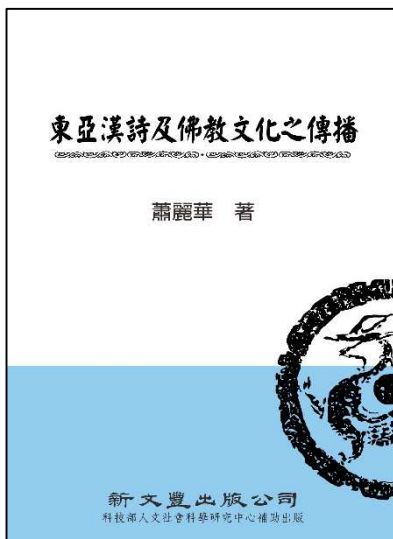 東亞漢詩及佛教文化之傳播
蕭麗華 著
新文豐出版公司
科技部人文社會科學研究中心補助出版